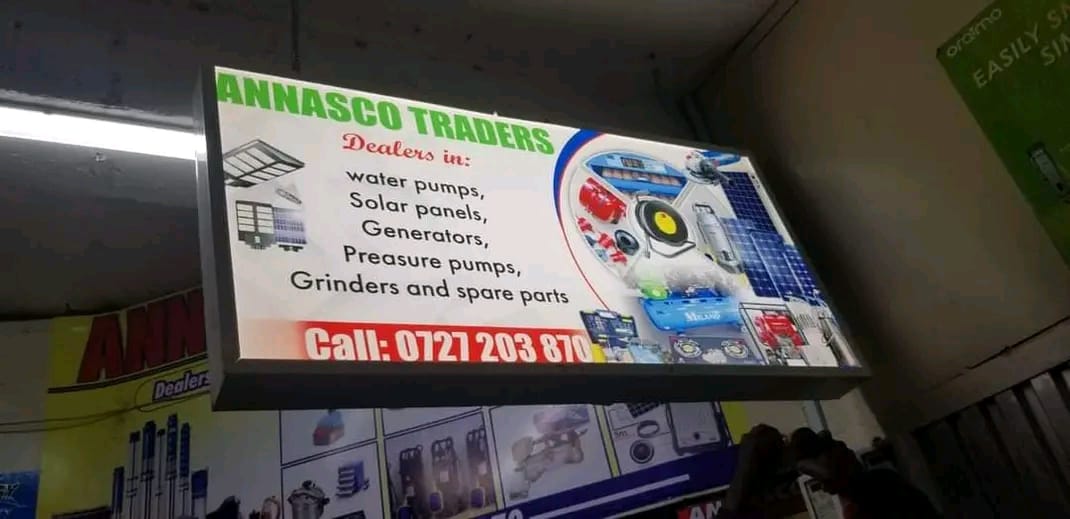 ANNASCO TRADERS
Dealers in:
water pumps,
Solar panels,
Generators,
Preasure pumps,
Grinders and spare parts
Call: 0727 203 870
oraimo
EASILY
ANN
Dealers